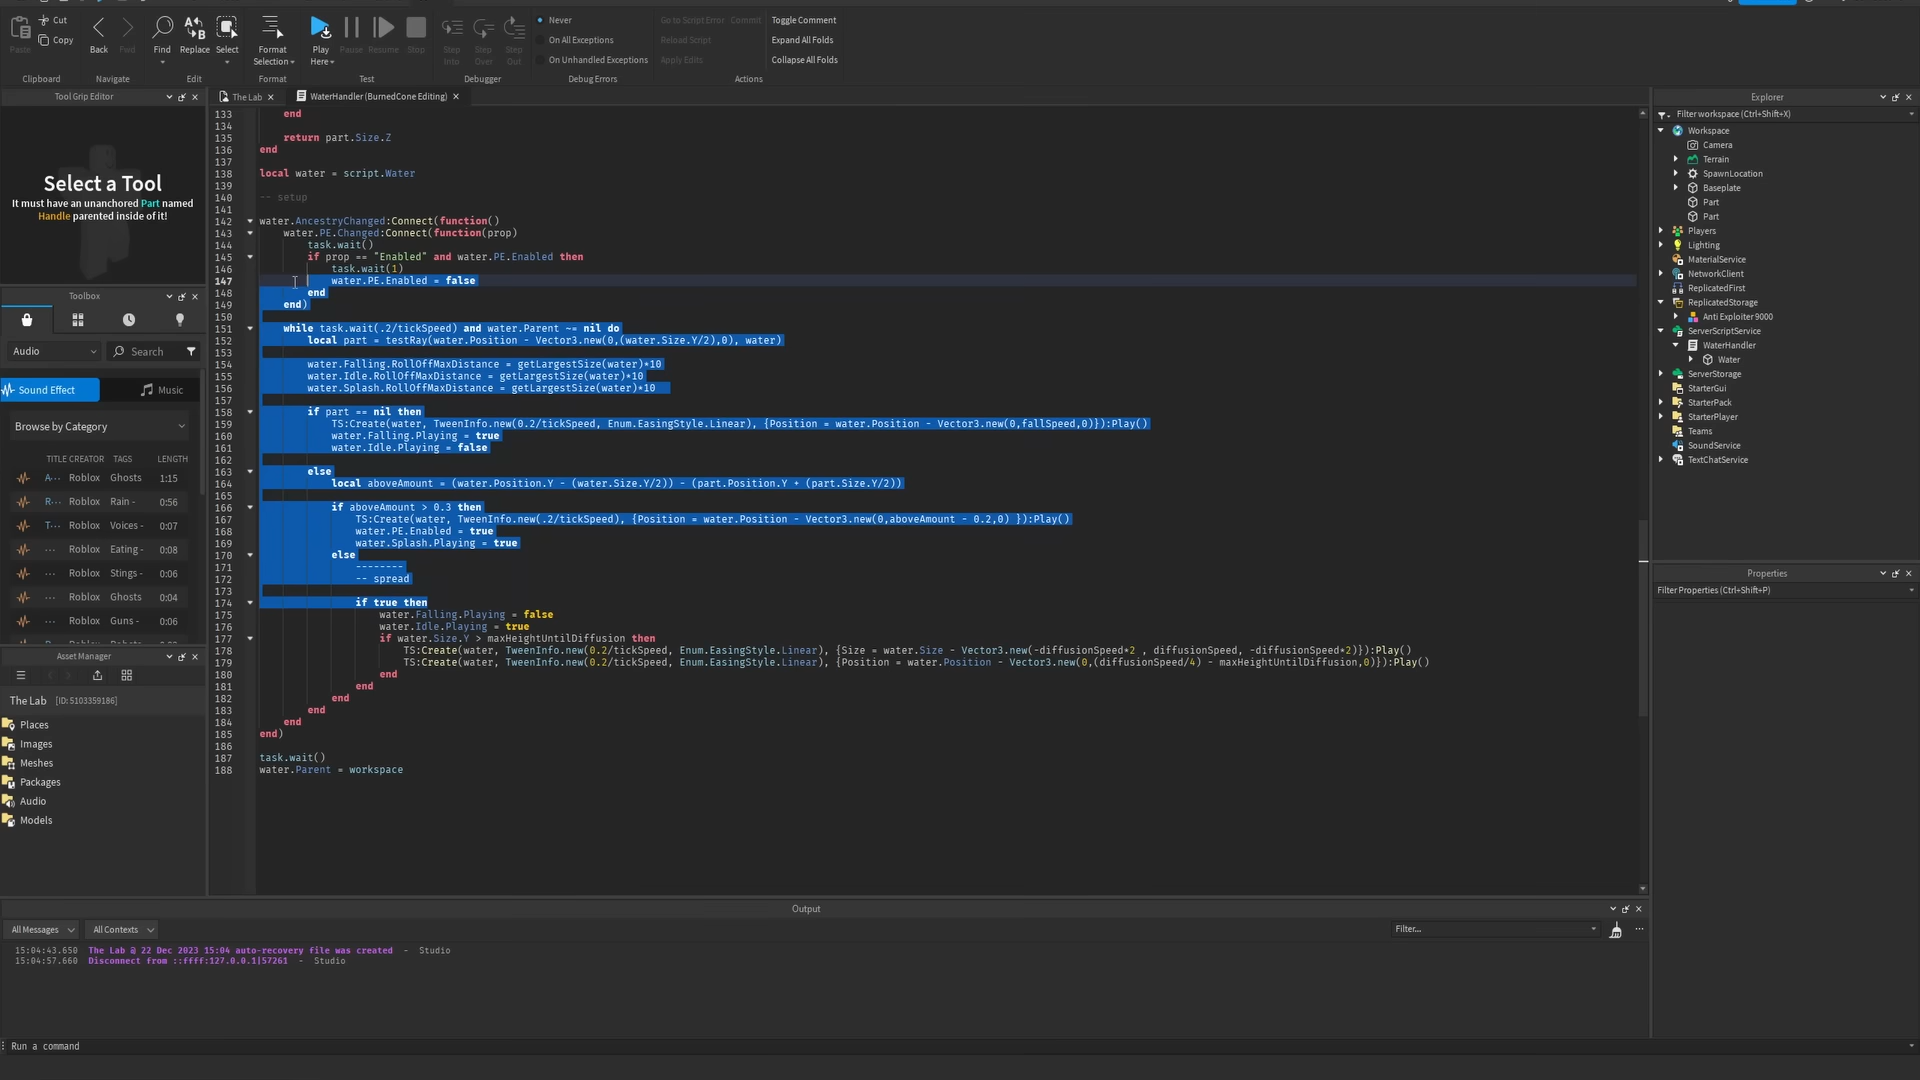 Cut
Copy
Paste
Clipboard
Back
Fwd
Navigate
Find
Replace
Select
Edit
Format
Selection
Format
Play
Here
Pause
Resume
Stop
Test
Step
Into
Step
Over
Step
Out
Debugger
Never
On All Exceptions
On Unhandled Exceptions
Debug Errors
Go to Script Error
Commit
Reload Script
Apply Edits
Toggle Comment
Expand All Folds
Collapse All Folds
Actions
Tool Grip Editor
Select a Tool
It must have an unanchored Part named
Handle parented inside of it!
Toolbox
Audio
Search
Sound Effect
Music
Browse by Category
TITLE CREATOR TAGS LENGTH
A... Roblox Ghosts 1:15
R... Roblox Rain - 0:56
T... Roblox Voices - 0:07
... Roblox Eating - 0:08
... Roblox Stings - 0:06
... Roblox Ghosts 0:04
... Roblox Guns - 0:06
Asset Manager
The Lab [ID: 5103359186]
Places
Images
Meshes
Packages
Audio
Models
The Lab
WaterHandler (BurnedCone Editing)
133 end
134
135 return part.Size.Z
136 end
137
138 local water = script.Water
139
140 -- setup
141
142 water.AncestryChanged:Connect(function()
143 water.PE.Changed:Connect(function(prop)
144 task.wait()
145 if prop == "Enabled" and water.PE.Enabled then
146 task.wait(1)
147 water.PE.Enabled = false
148 end
149 end)
150
151 while task.wait(.2/tickSpeed) and water.Parent ~= nil do
152 local part = testRay(water.Position - Vector3.new(0,(water.Size.Y/2),0), water)
153
154 water.Falling.RollOffMaxDistance = getLargestSize(water)*10
155 water.Idle.RollOffMaxDistance = getLargestSize(water)*10
156 water.Splash.RollOffMaxDistance = getLargestSize(water)*10
157
158 if part == nil then
159 TS:Create(water, TweenInfo.new(0.2/tickSpeed, Enum.EasingStyle.Linear), {Position = water.Position - Vector3.new(0,fallSpeed,0)}):Play()
160 water.Falling.Playing = true
161 water.Idle.Playing = false
162
163 else
164 local aboveAmount = (water.Position.Y - (water.Size.Y/2)) - (part.Position.Y + (part.Size.Y/2))
165
166 if aboveAmount > 0.3 then
167 TS:Create(water, TweenInfo.new(.2/tickSpeed), {Position = water.Position - Vector3.new(0,aboveAmount - 0.2,0) }):Play()
168 water.PE.Enabled = true
169 water.Splash.Playing = true
170 else
171 --------
172 -- spread
173
174 if true then
175 water.Falling.Playing = false
176 water.Idle.Playing = true
177 if water.Size.Y > maxHeightUntilDiffusion then
178 TS:Create(water, TweenInfo.new(0.2/tickSpeed, Enum.EasingStyle.Linear), {Size = water.Size - Vector3.new(-diffusionSpeed*2 , diffusionSpeed, -diffusionSpeed*2)}):Play()
179 TS:Create(water, TweenInfo.new(0.2/tickSpeed, Enum.EasingStyle.Linear), {Position = water.Position - Vector3.new(0,(diffusionSpeed/4) - maxHeightUntilDiffusion,0)}):Play()
180 end
181 end
182 end
183 end
184 end
185 end)
186
187 task.wait()
188 water.Parent = workspace
Explorer
Filter workspace (Ctrl+Shift+X)
Workspace
Camera
Terrain
SpawnLocation
Baseplate
Part
Part
Players
Lighting
MaterialService
NetworkClient
ReplicatedFirst
ReplicatedStorage
Anti Exploiter 9000
ServerScriptService
WaterHandler
Water
ServerStorage
StarterGui
StarterPack
StarterPlayer
Teams
SoundService
TextChatService
Properties
Filter Properties (Ctrl+Shift+P)
Output
All Messages
All Contexts
Filter...
15:04:43.650 The Lab @ 22 Dec 2023 15:04 auto-recovery file was created - Studio
15:04:57.660 Disconnect from ::ffff:127.0.0.1|57261 - Studio
Run a command